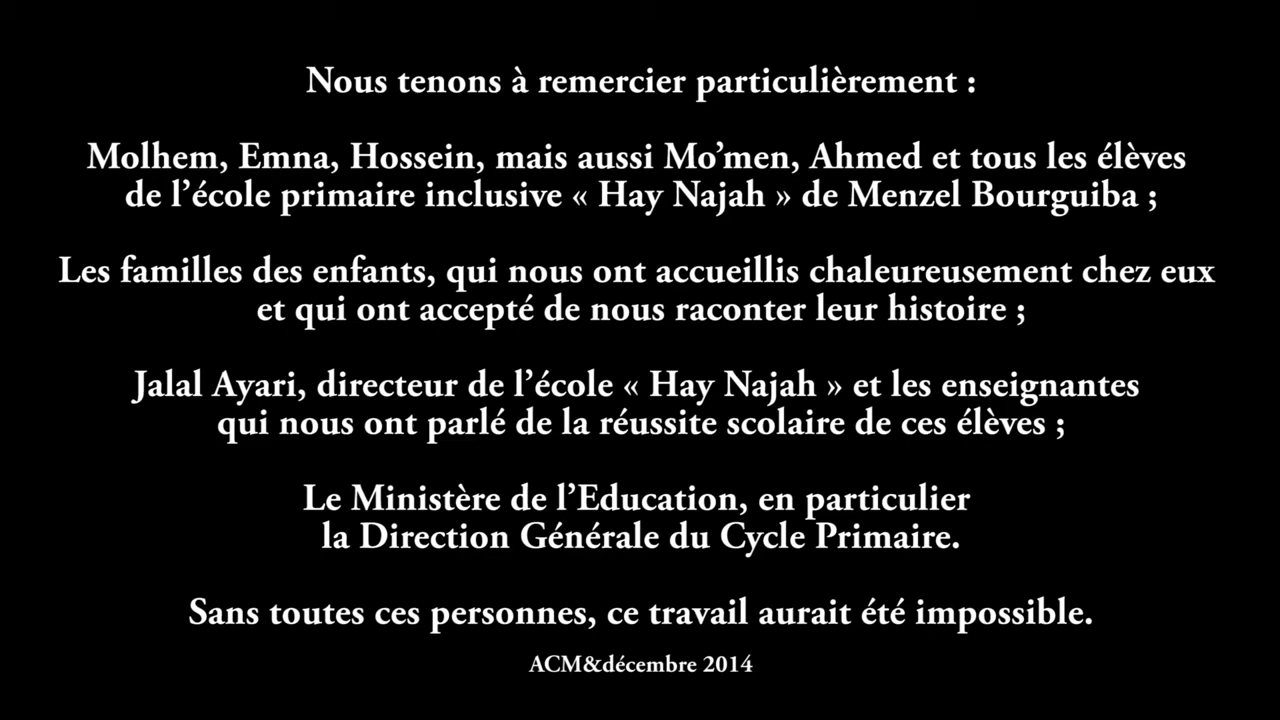 Nous tenons à remercier particulièrement :
Molhem, Emna, Hossein, mais aussi Mo’men, Ahmed et tous les élèves
de l’école primaire inclusive « Hay Najah » de Menzel Bourguiba ;
Les familles des enfants, qui nous ont accueillis chaleureusement chez eux
et qui ont accepté de nous raconter leur histoire ;
Jalal Ayari, directeur de l’école « Hay Najah » et les enseignantes
qui nous ont parlé de la réussite scolaire de ces élèves ;
Le Ministère de l’Education, en particulier
la Direction Générale du Cycle Primaire.
Sans toutes ces personnes, ce travail aurait été impossible.
ACM&décembre 2014